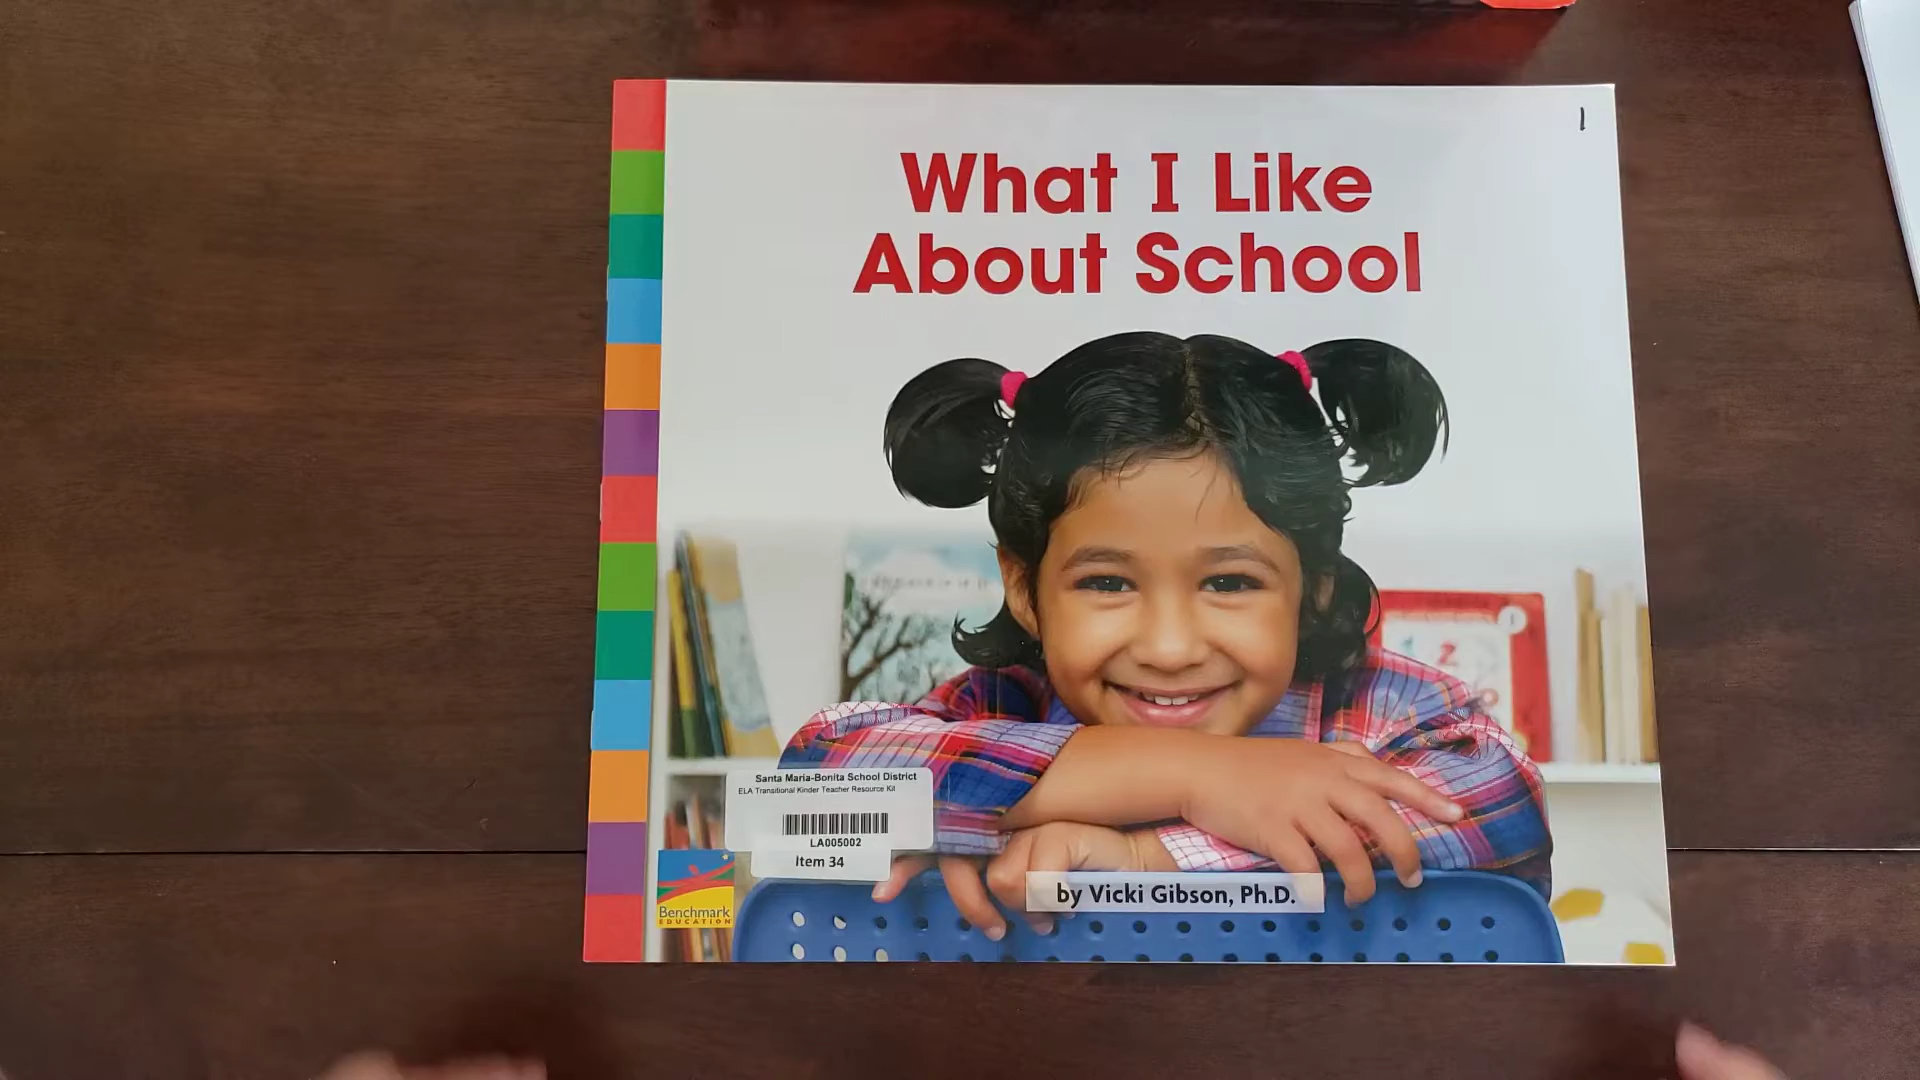 1
What I Like
About School
Santa Maria-Bonita School District
ELA Transitional Kinder Teacher Resource Kit
LA005002
Item 34
Benchmark
EDUCATION
by Vicki Gibson, Ph.D.